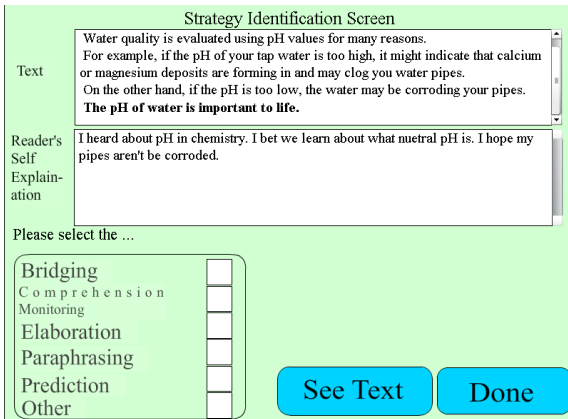 Strategy Identification Screen
Text
Water quality is evaluated using pH values for many reasons.
For example, if the pH of your tap water is too high, it might indicate that calcium
or magnesium deposits are forming in and may clog you water pipes.
On the other hand, if the pH is too low, the water may be corroding your pipes.
The pH of water is important to life.
Reader's
Self
Explain-
ation
I heard about pH in chemistry. I bet we learn about what nuetral pH is. I hope my
pipes aren't be corroded.
Please select the ...
Bridging
Comprehension
Monitoring
Elaboration
Paraphrasing
Prediction
Other
See Text
Done